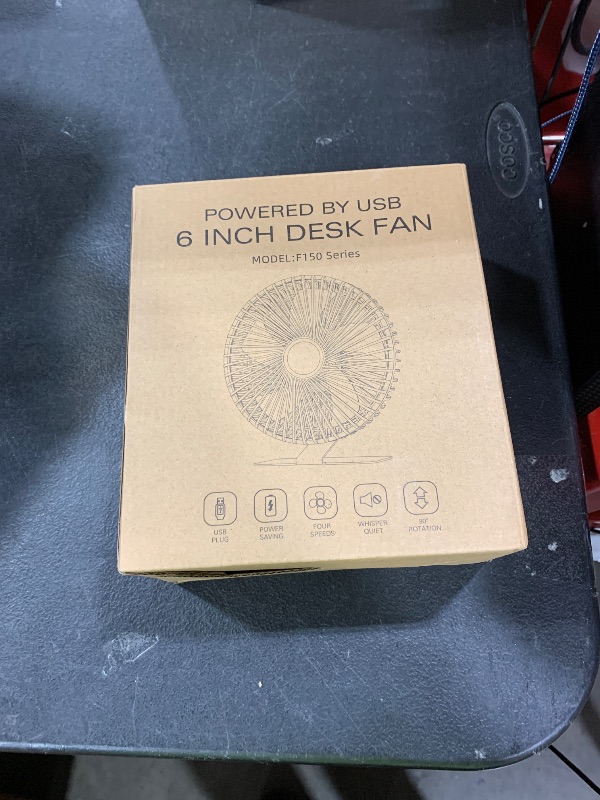 COSCO
POWERED BY USB
6 INCH DESK FAN
MODEL:F150 Series
USB
PLUG
POWER
SAVING
FOUR
SPEEDS
WHISPER
QUIET
90°
ROTATION